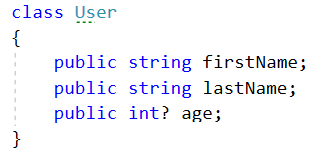 class User
{
    public string firstName;
    public string lastName;
    public int? age;
}